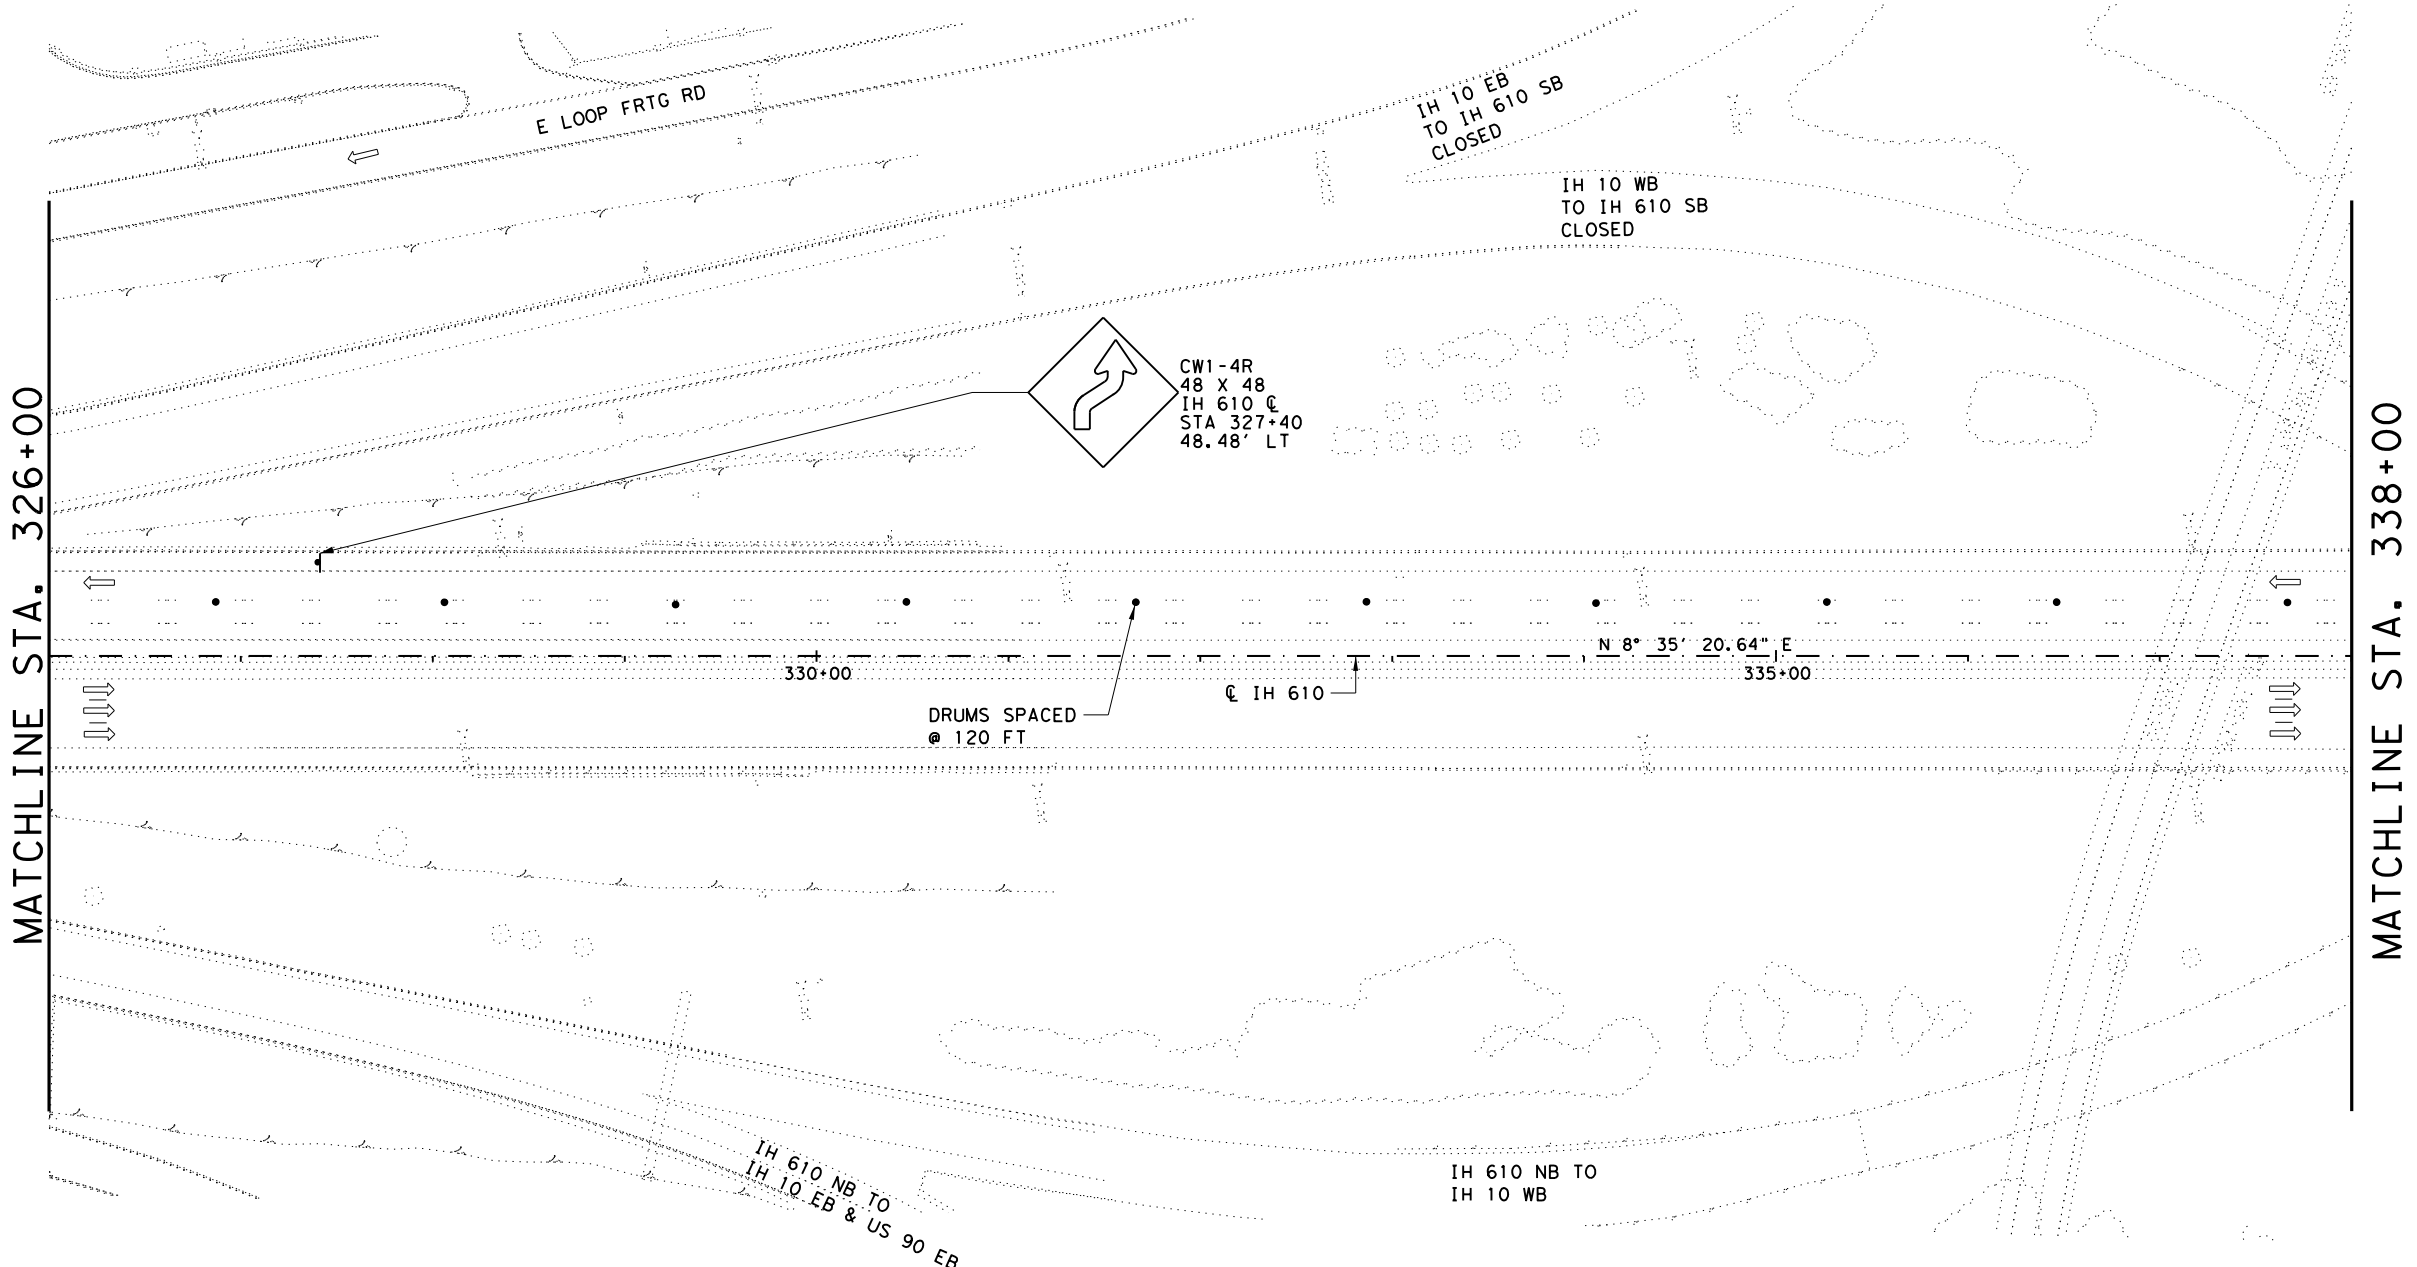 E LOOP FRTG RD
IH 10 EB
TO IH 610 SB
CLOSED
IH 10 WB
TO IH 610 SB
CLOSED
CW1-4R
48 X 48
IH 610 ℄
STA 327+40
48.48' LT
MATCHLINE STA. 326+00
MATCHLINE STA. 338+00
N 8° 35' 20.64" E
330+00
335+00
℄ IH 610
DRUMS SPACED
@ 120 FT
IH 610 NB TO
IH 10 EB & US 90 EB
IH 610 NB TO
IH 10 WB